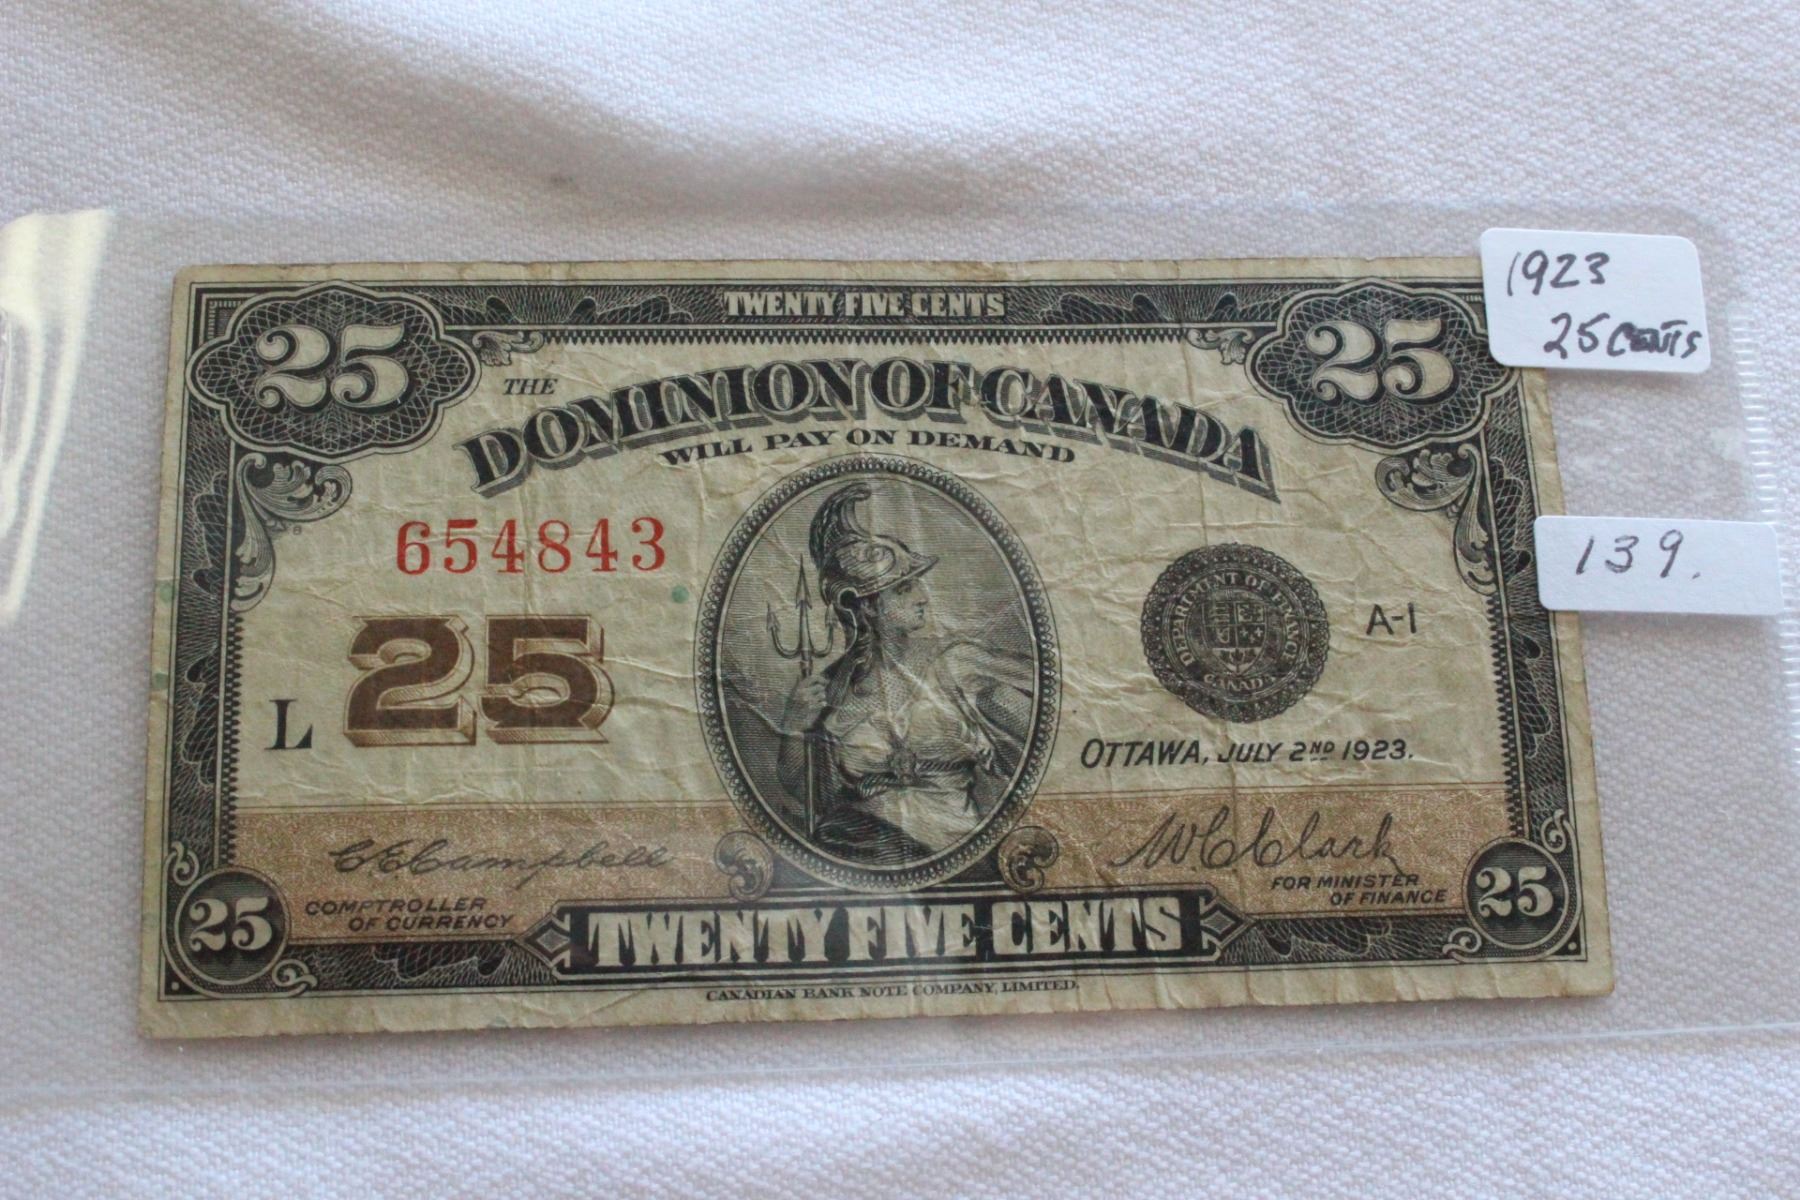 TWENTY FIVE CENTS
25
25
1923
25 CENTS
THE
DOMINION OF CANADA
WILL PAY ON DEMAND
654843
139.
DEPARTMENT OF FINANCE
CANADA
A-1
25
L
OTTAWA, JULY 2ND 1923.
C E Campbell
W C Clark
COMPTROLLER
OF CURRENCY
FOR MINISTER
OF FINANCE
25
TWENTY FIVE CENTS
25
CANADIAN BANK NOTE COMPANY, LIMITED.